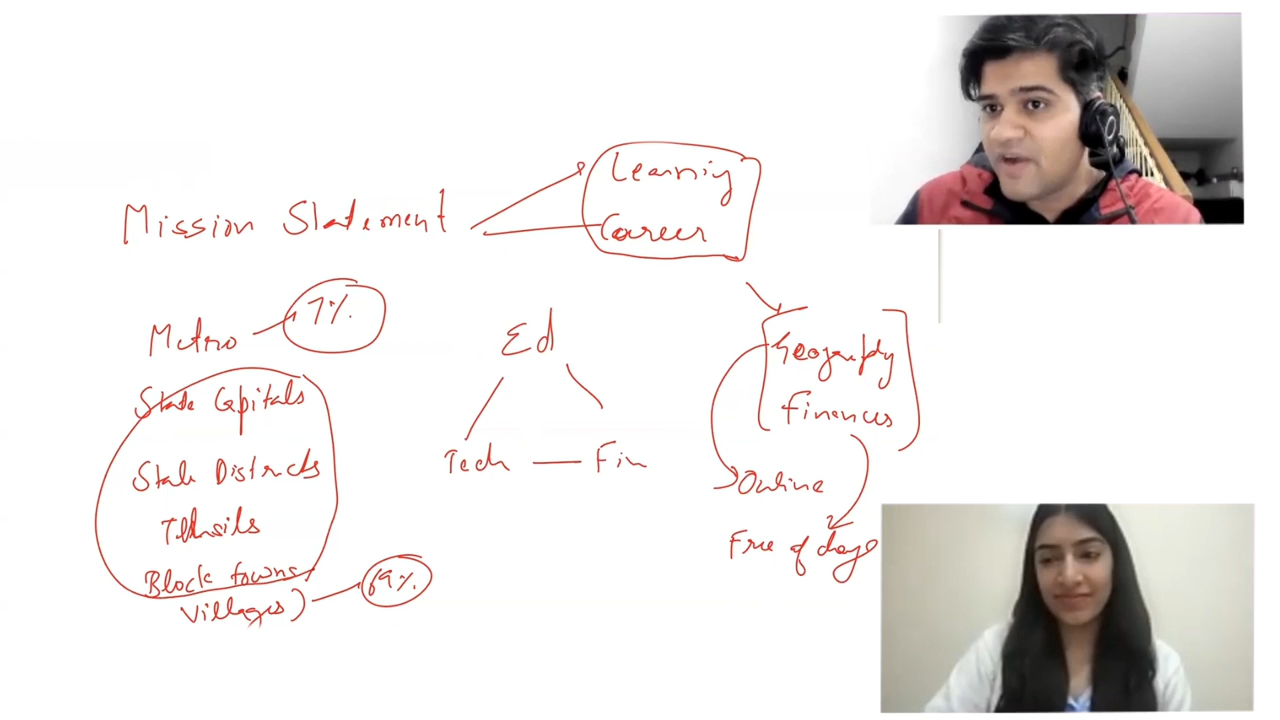 Mission Statement
Learning
Career
Metro
7%
State Capitals
State Districts
Tehsils
Block towns
Villages)
69%
Ed
Tech
Fin
Geography
Finances
Online
Free of